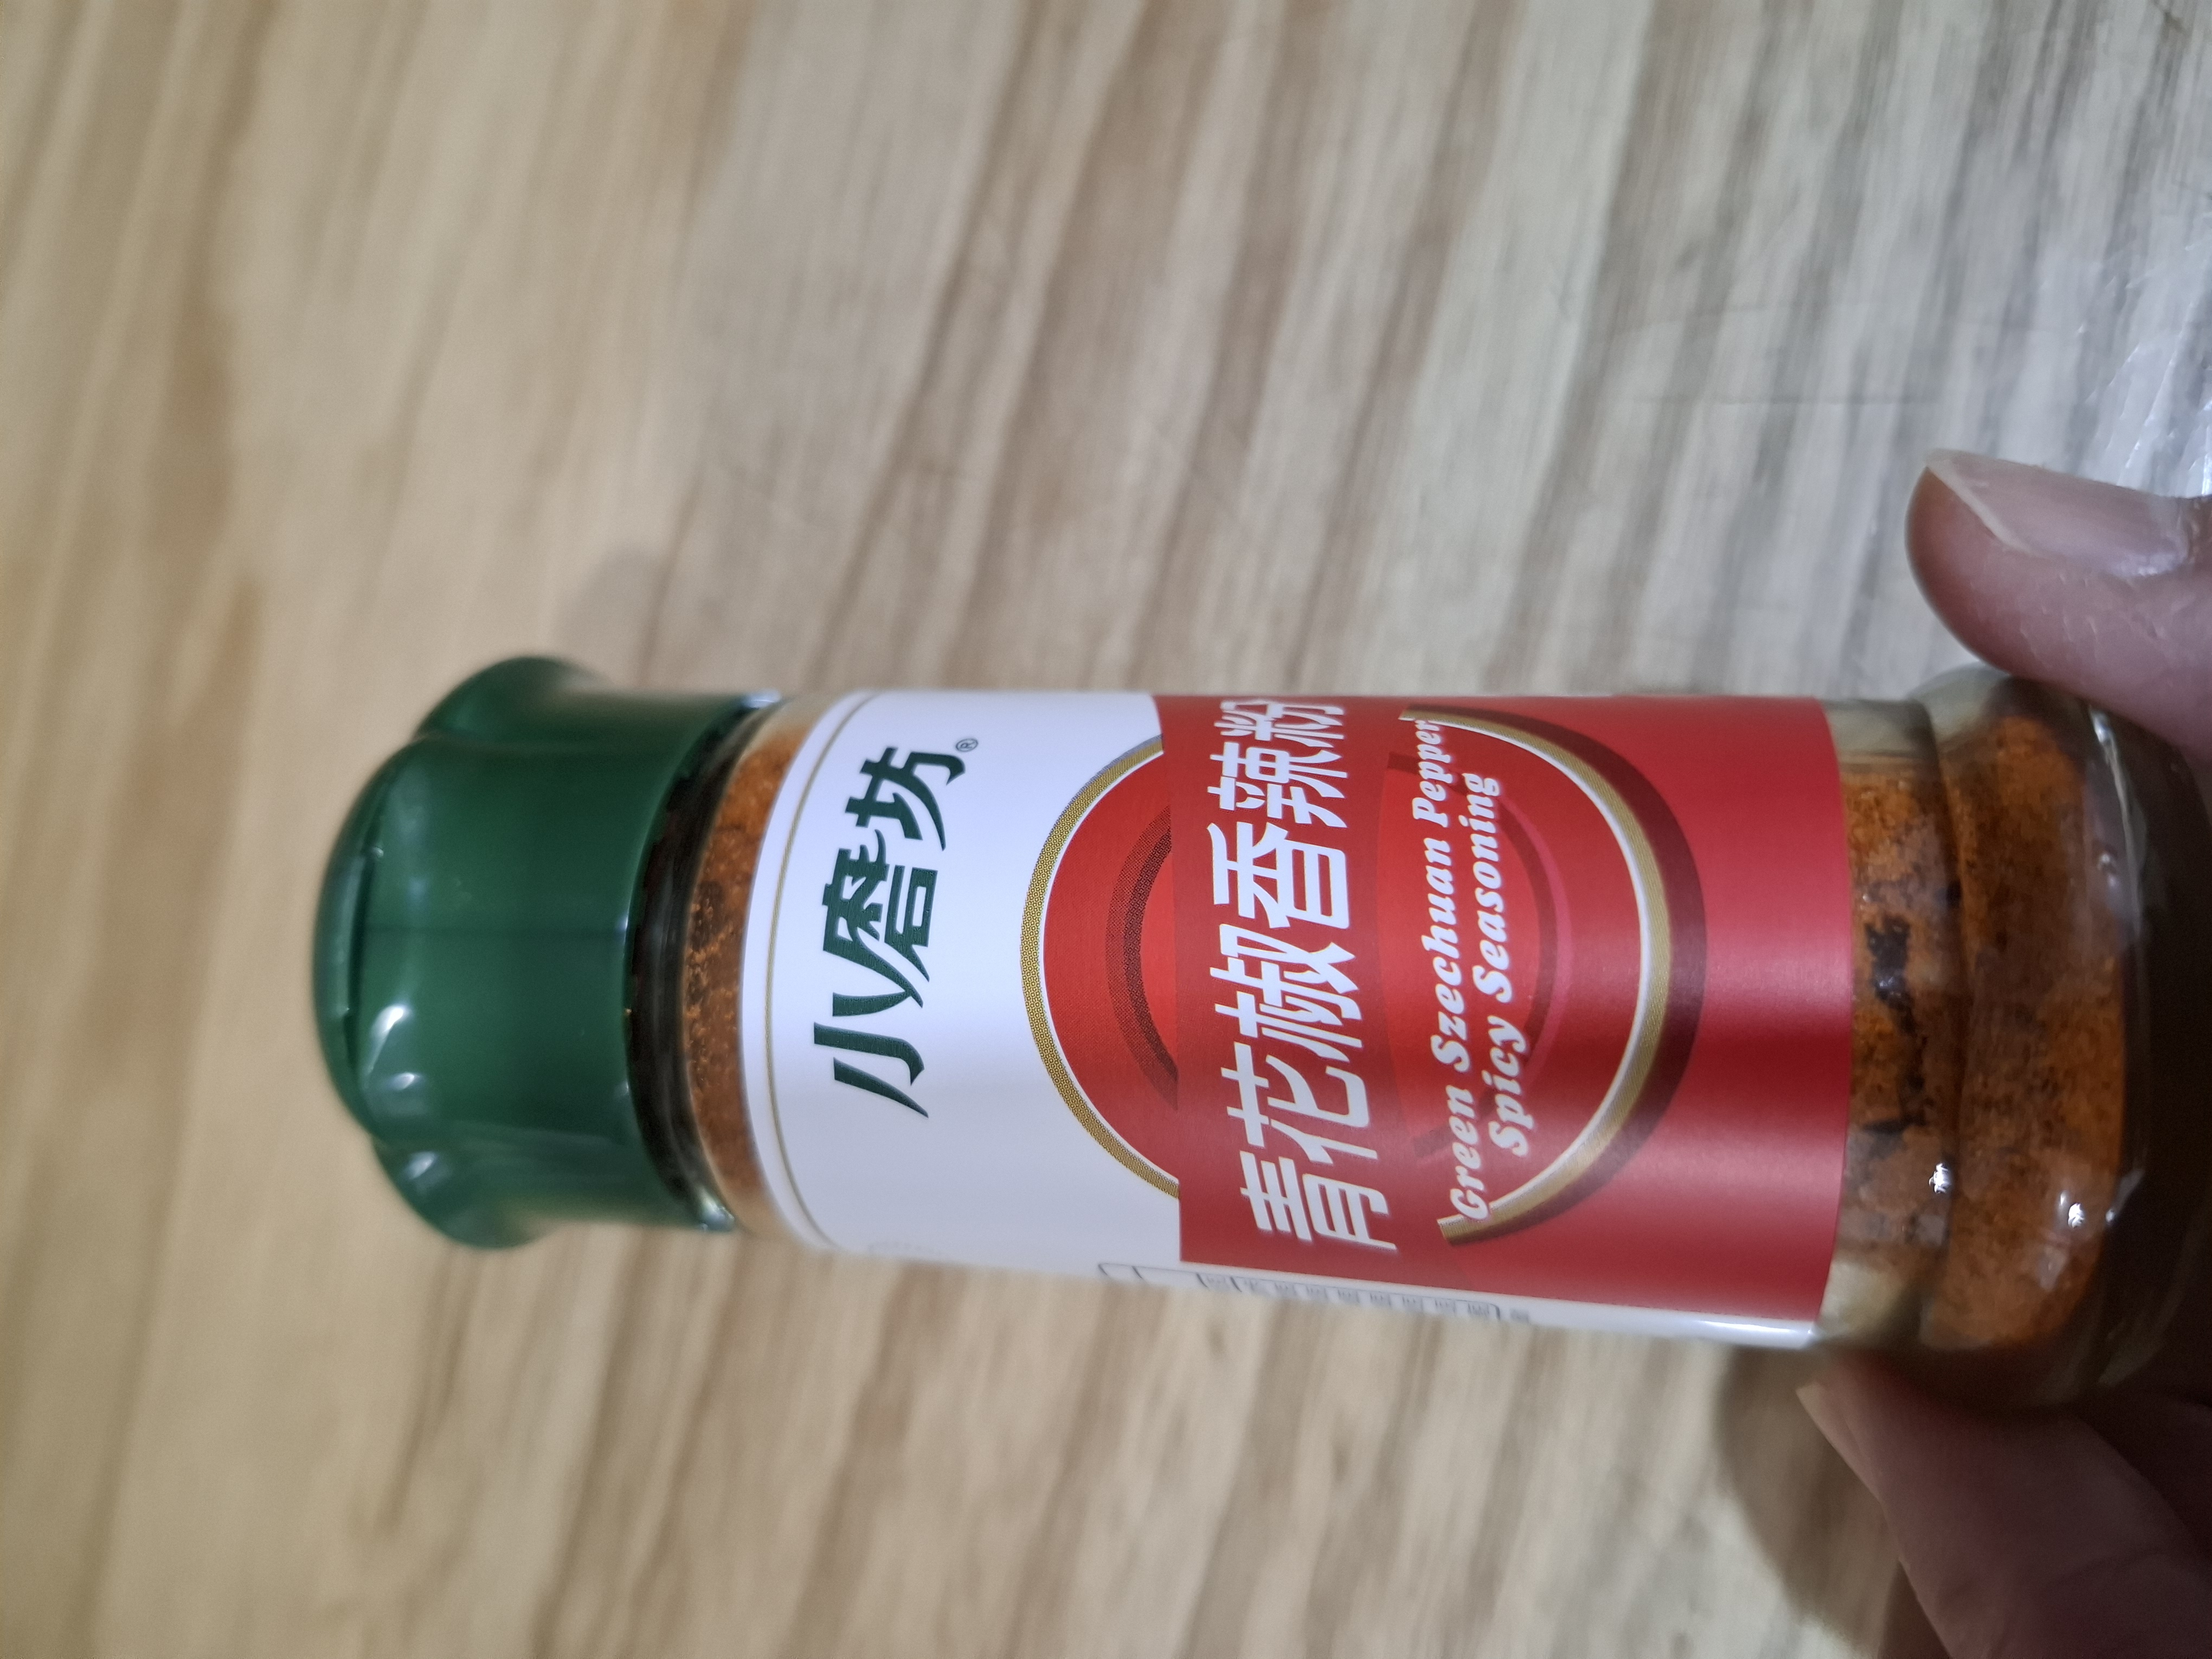 小磨坊®
青花椒香辣粉
Green Szechuan Pepper
Spicy Seasoning